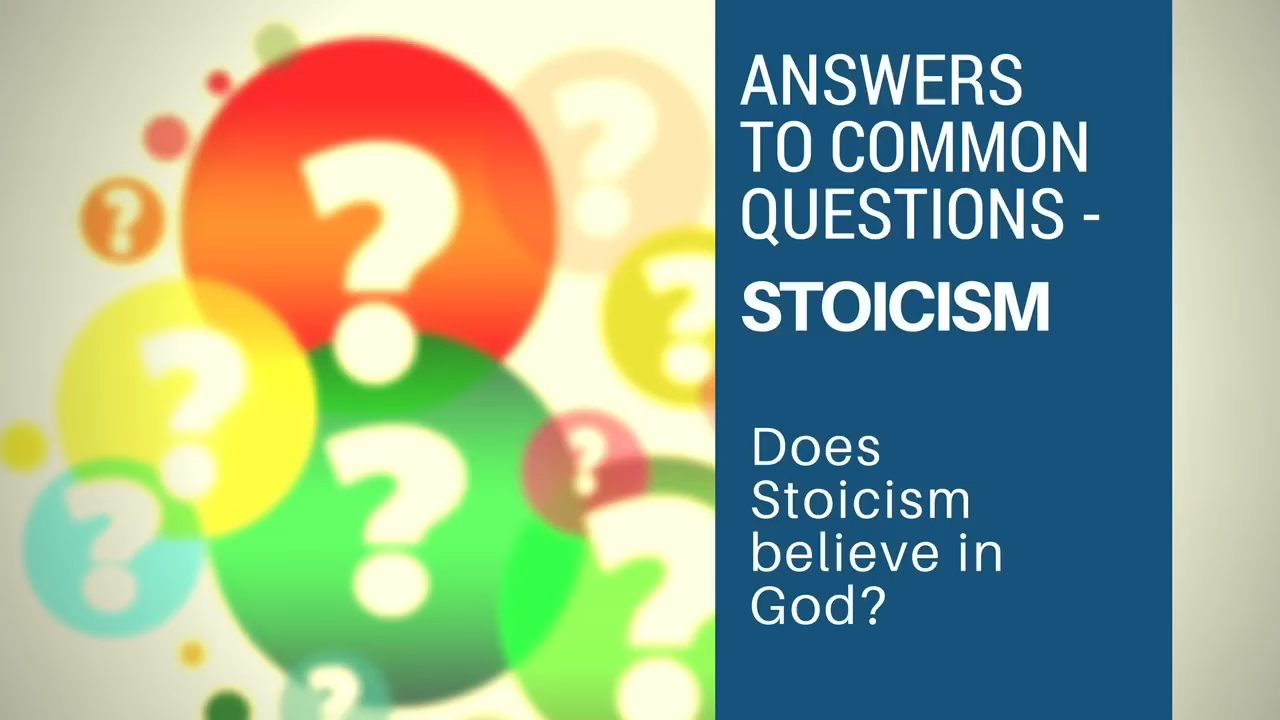 ANSWERS
TO COMMON
QUESTIONS -
STOICISM
Does
Stoicism
believe in
God?
?
?
?
?
?
?
?
?
?
?